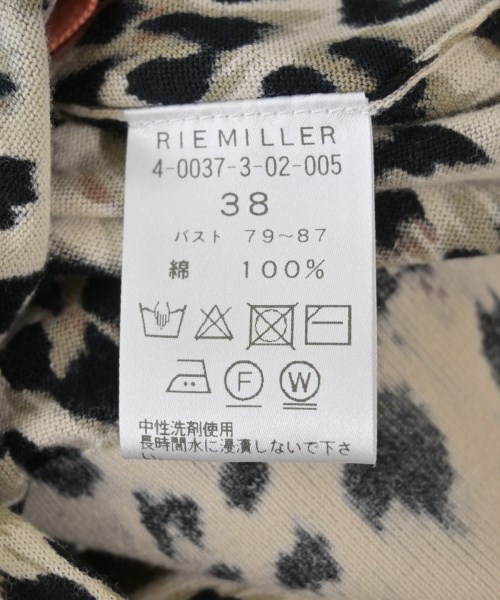 RIEMILLER
4-0037-3-02-005
38
バスト 79~87
綿 100%
F W
中性洗剤使用
長時間水に浸漬しないで下さ
い